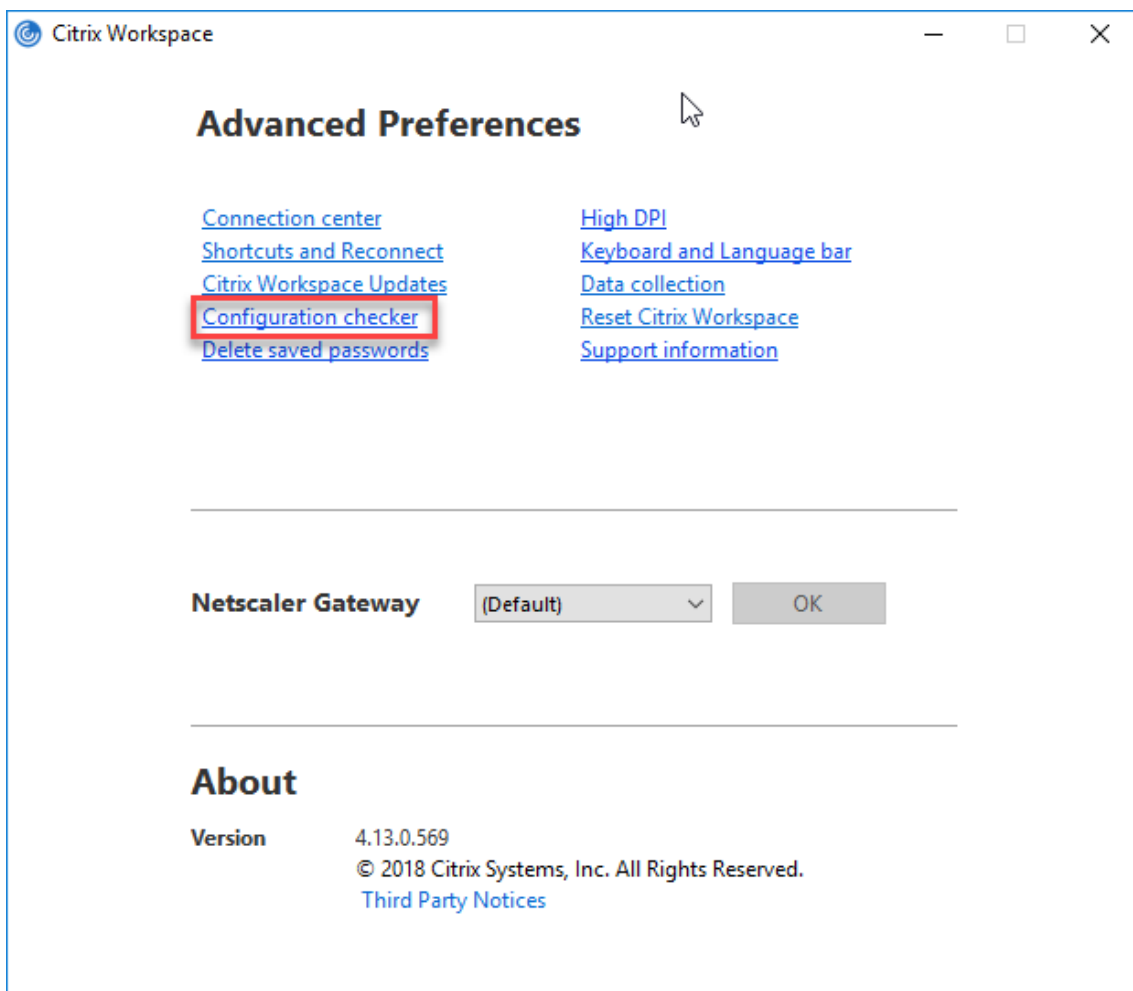 Citrix Workspace
Advanced Preferences
Connection center
Shortcuts and Reconnect
Citrix Workspace Updates
Configuration checker
Delete saved passwords
High DPI
Keyboard and Language bar
Data collection
Reset Citrix Workspace
Support information
Netscaler Gateway (Default) OK
About
Version 4.13.0.569
© 2018 Citrix Systems, Inc. All Rights Reserved.
Third Party Notices